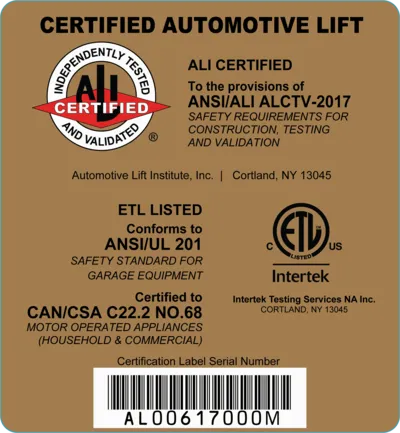 CERTIFIED AUTOMOTIVE LIFT
INDEPENDENTLY TESTED
ALI
CERTIFIED
AND VALIDATED
®
ALI CERTIFIED
To the provisions of
ANSI/ALI ALCTV-2017
SAFETY REQUIREMENTS FOR
CONSTRUCTION, TESTING
AND VALIDATION
Automotive Lift Institute, Inc. | Cortland, NY 13045
ETL LISTED
Conforms to
ANSI/UL 201
SAFETY STANDARD FOR
GARAGE EQUIPMENT
Certified to
CAN/CSA C22.2 NO.68
MOTOR OPERATED APPLIANCES
(HOUSEHOLD & COMMERCIAL)
ETL
LISTED
C US
Intertek
Intertek Testing Services NA Inc.
CORTLAND, NY 13045
Certification Label Serial Number
AL00617000M